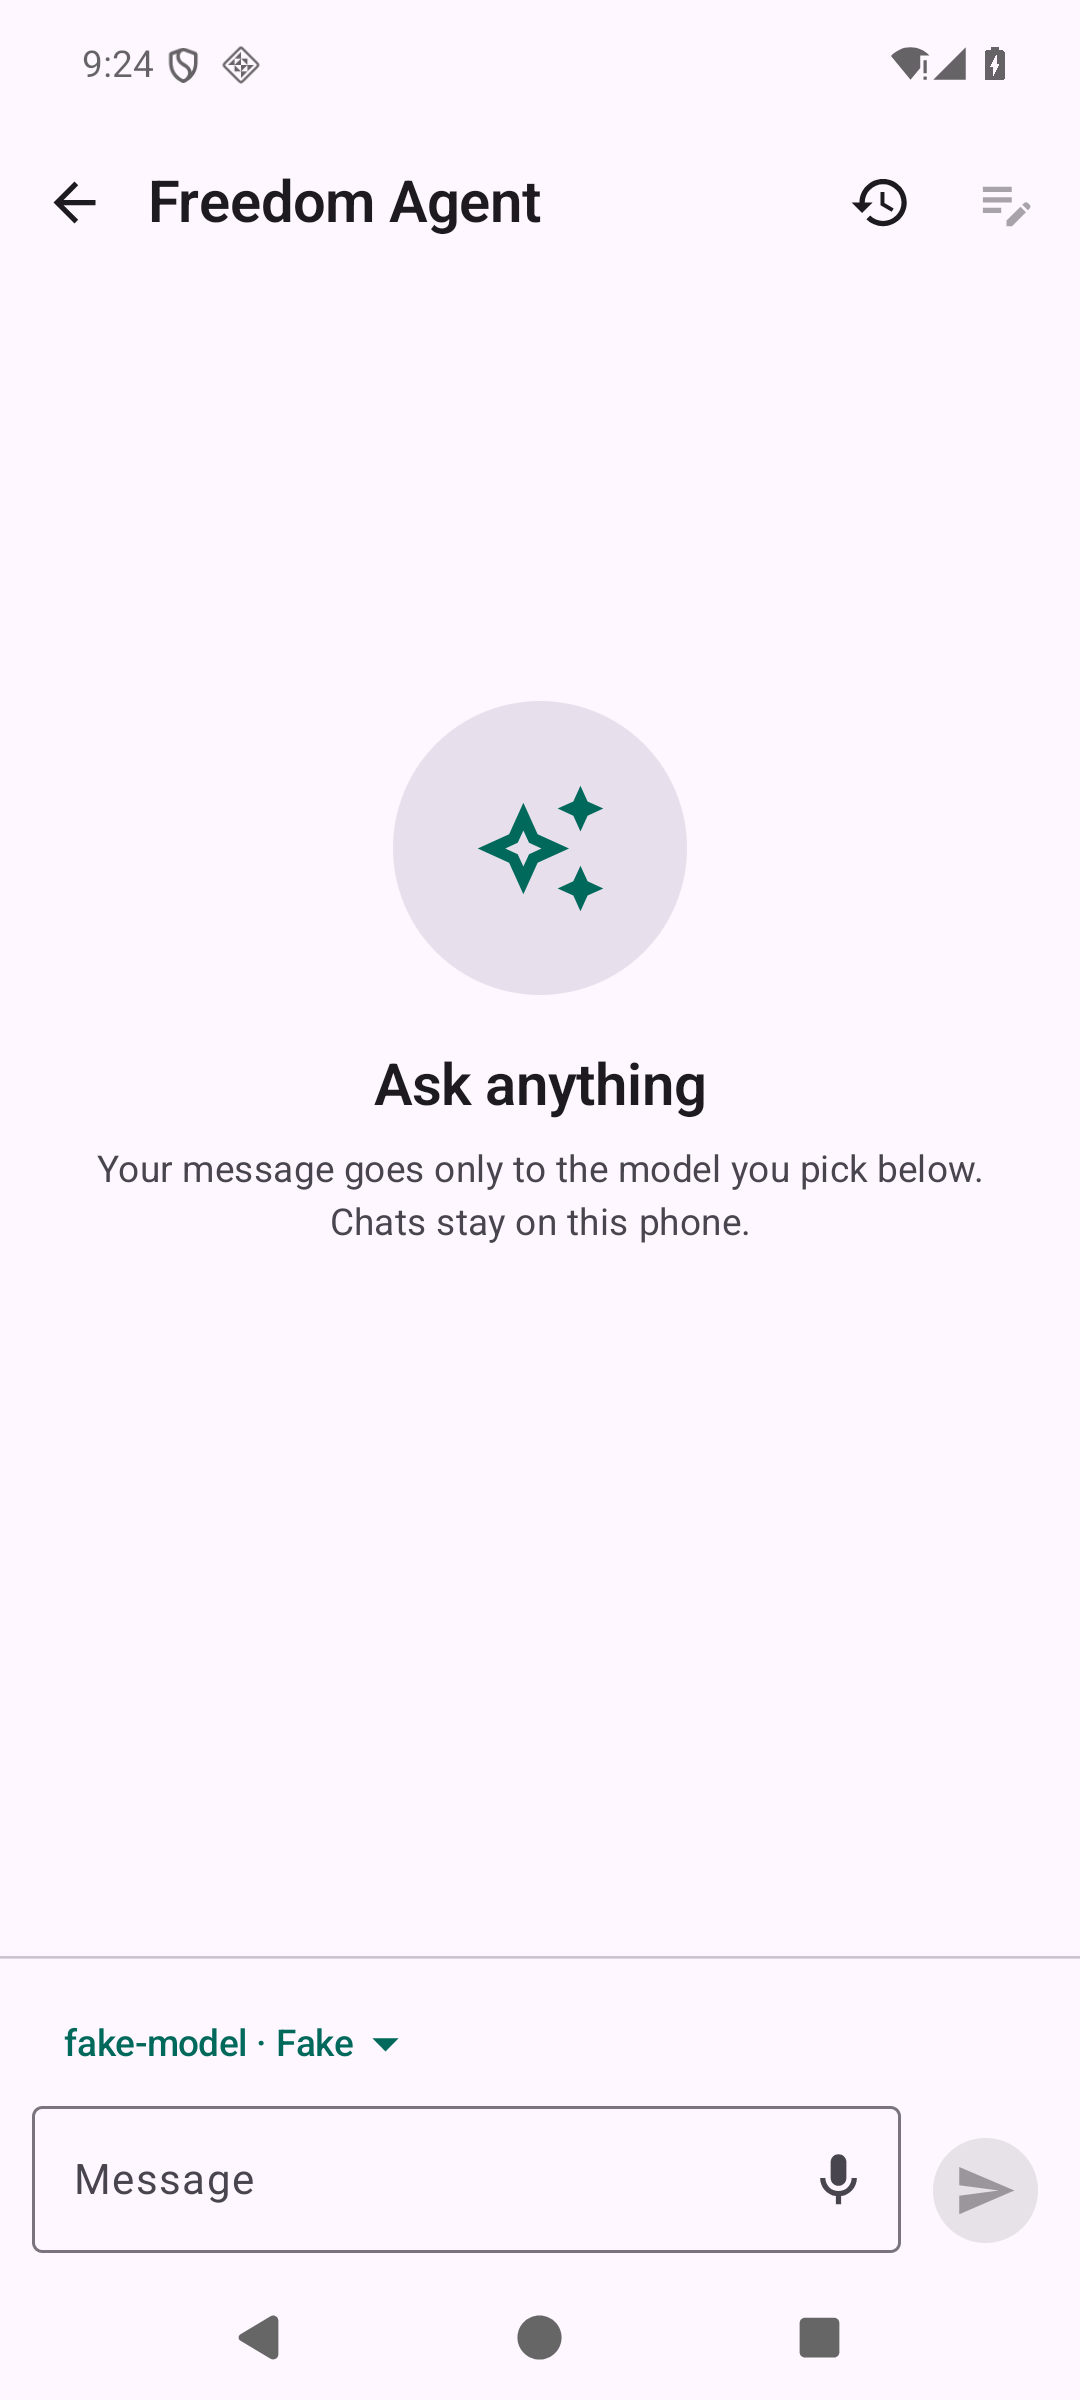 9:24
Freedom Agent
Ask anything
Your message goes only to the model you pick below.
Chats stay on this phone.
fake-model · Fake
Message